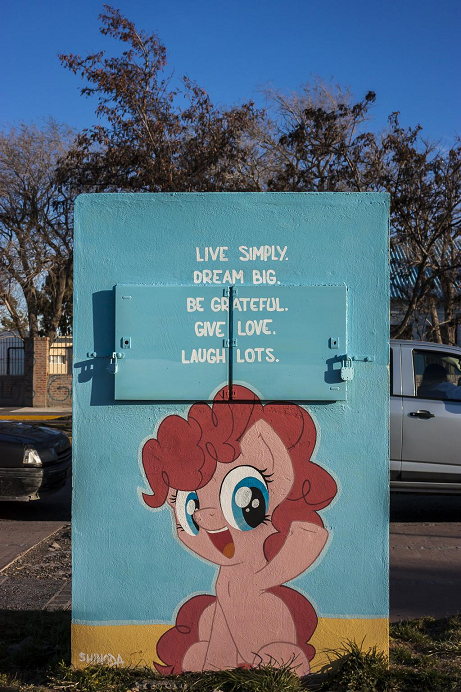 LIVE SIMPLY.
DREAM BIG.
BE GRATEFUL.
GIVE LOVE.
LAUGH LOTS.
SHINODA